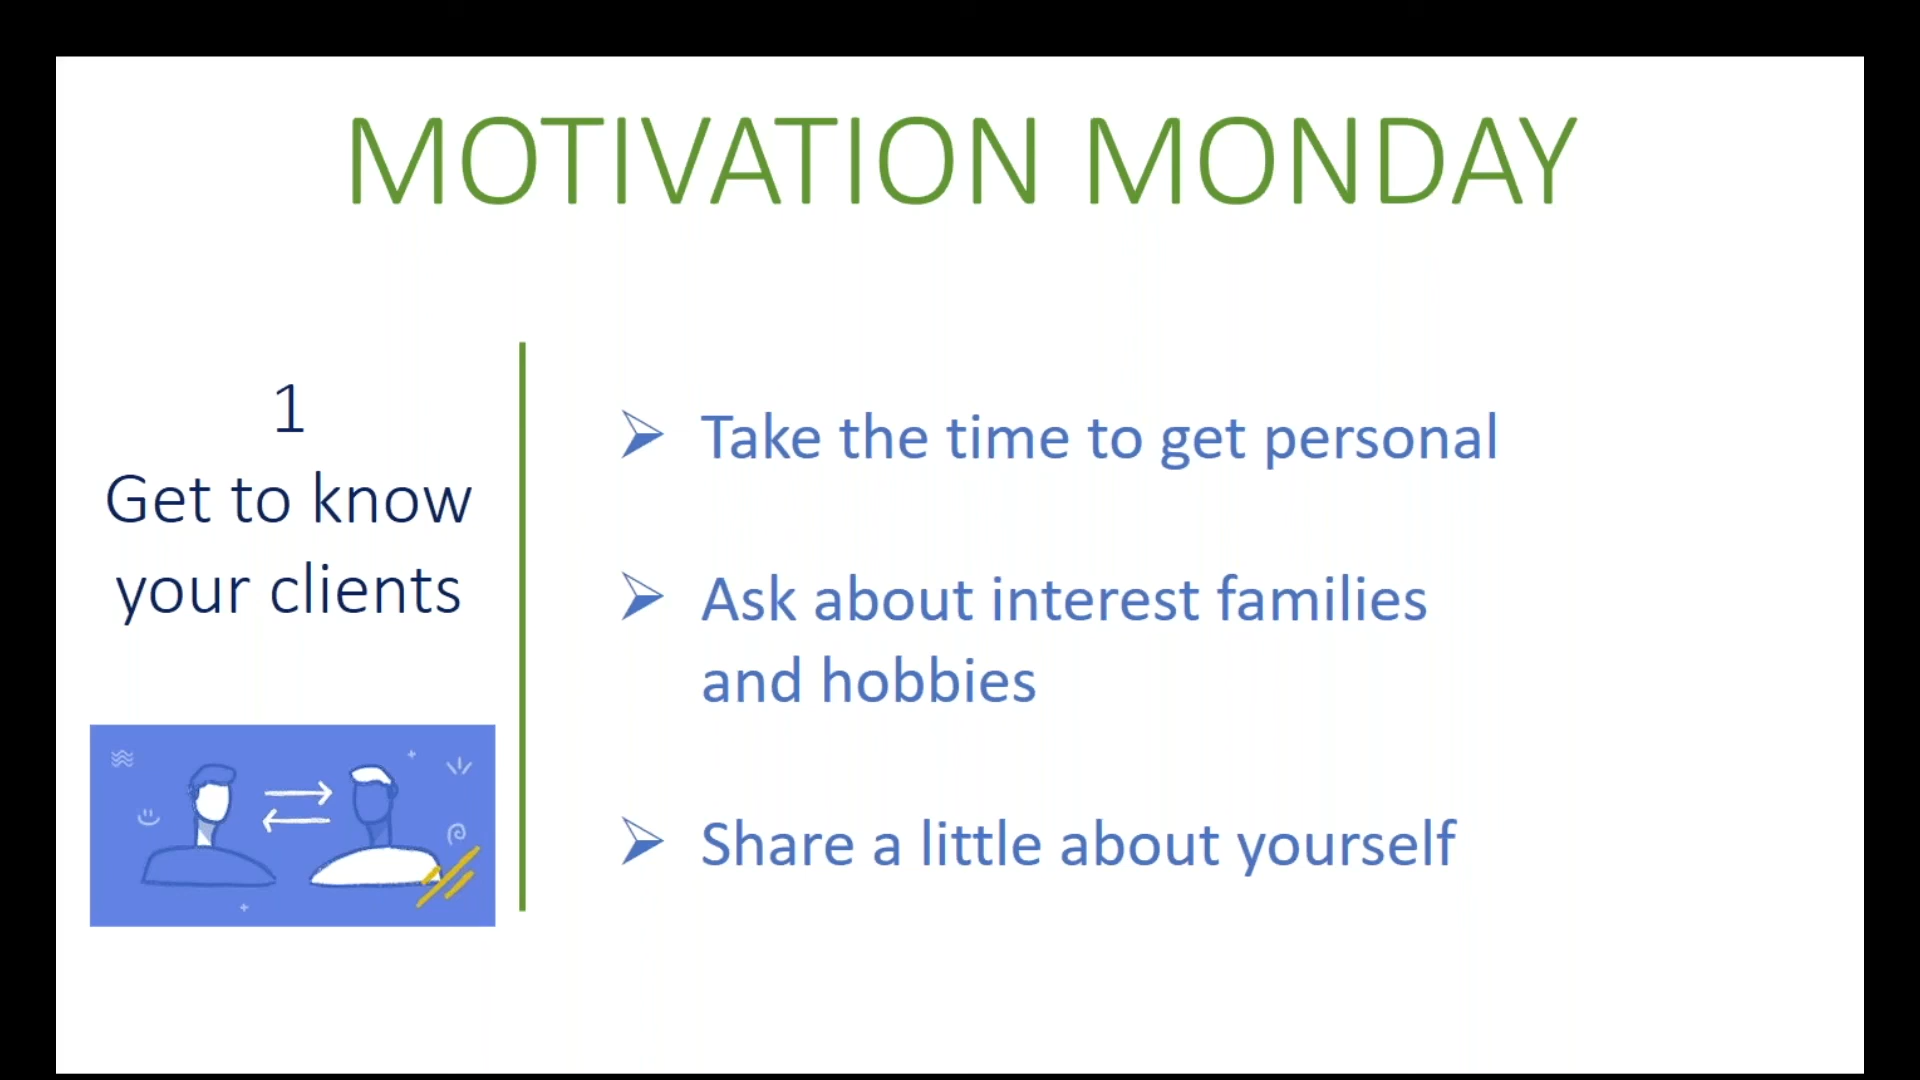 MOTIVATION MONDAY
1
Get to know
your clients
Take the time to get personal
Ask about interest families
and hobbies
Share a little about yourself